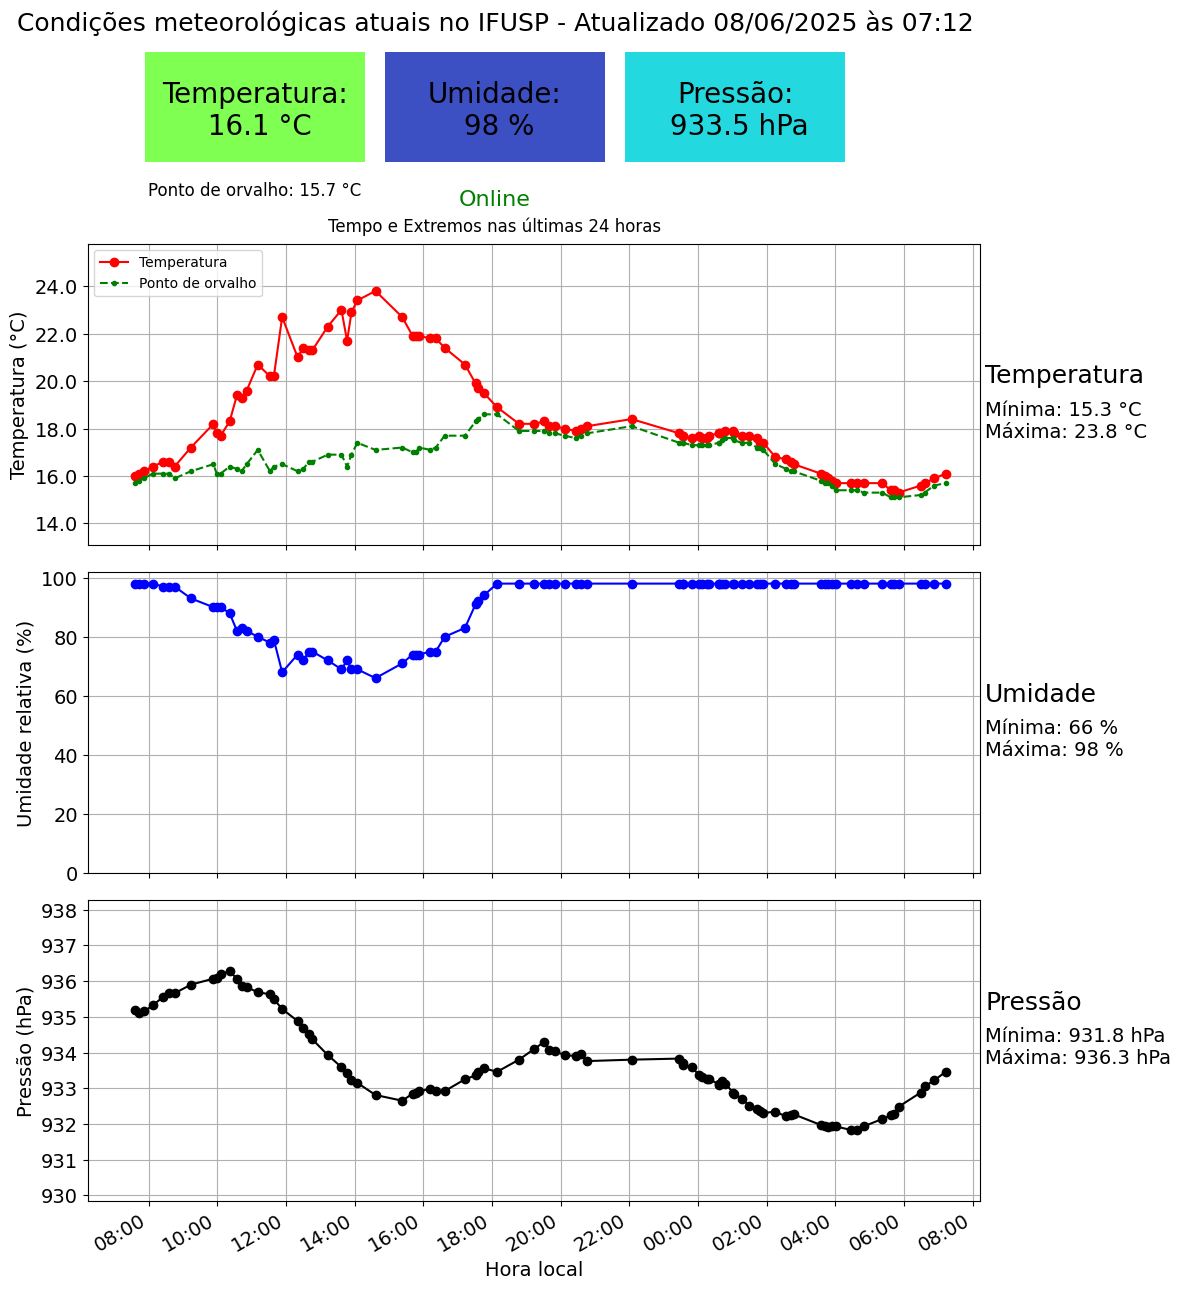 Condições meteorológicas atuais no IFUSP - Atualizado 08/06/2025 às 07:12
Temperatura:
16.1 °C
Umidade:
98 %
Pressão:
933.5 hPa
Ponto de orvalho: 15.7 °C
Online
Tempo e Extremos nas últimas 24 horas
Temperatura
Ponto de orvalho
Temperatura (°C)
24.0
22.0
20.0
18.0
16.0
14.0
Temperatura
Mínima: 15.3 °C
Máxima: 23.8 °C
Umidade relativa (%)
100
80
60
40
20
0
Umidade
Mínima: 66 %
Máxima: 98 %
Pressão (hPa)
938
937
936
935
934
933
932
931
930
Pressão
Mínima: 931.8 hPa
Máxima: 936.3 hPa
08:00 10:00 12:00 14:00 16:00 18:00 20:00 22:00 00:00 02:00 04:00 06:00 08:00
Hora local